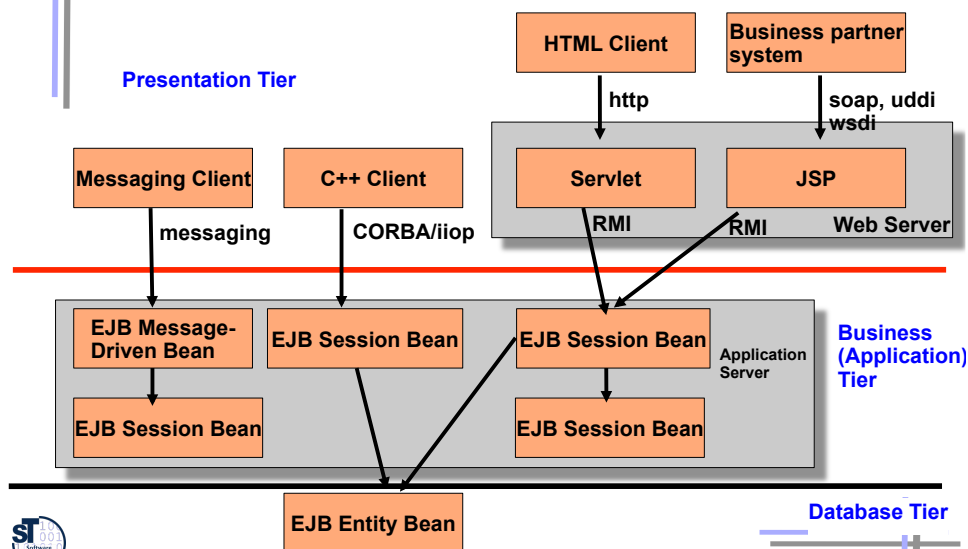 HTML Client
Business partner
system
Presentation Tier
http
soap, uddi
wsdi
Messaging Client
C++ Client
Servlet
JSP
messaging
CORBA/iiop
RMI
RMI
Web Server
EJB Message-
Driven Bean
EJB Session Bean
EJB Session Bean
Application
Server
Business
(Application)
Tier
EJB Session Bean
EJB Session Bean
EJB Entity Bean
Database Tier
ST
Software